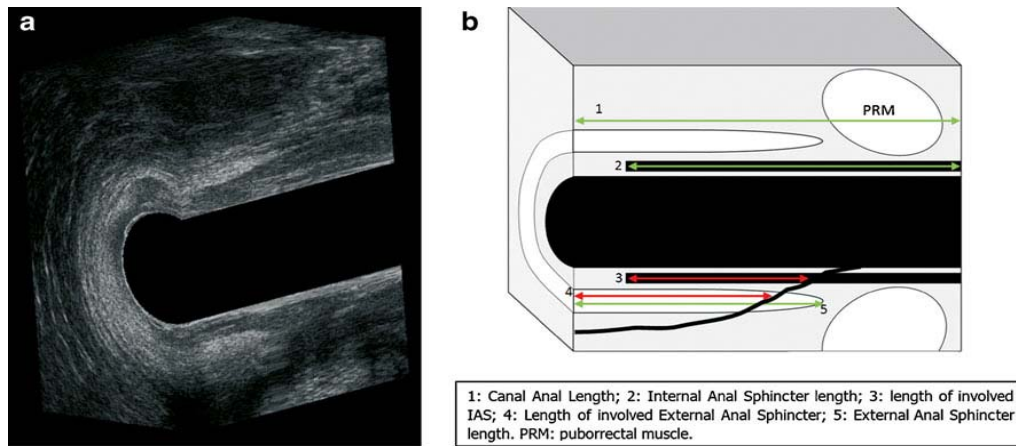 a
b
1
PRM
2
3
4
5
1: Canal Anal Length; 2: Internal Anal Sphincter length; 3: length of involved
IAS; 4: Length of involved External Anal Sphincter; 5: External Anal Sphincter
length. PRM: puborrectal muscle.